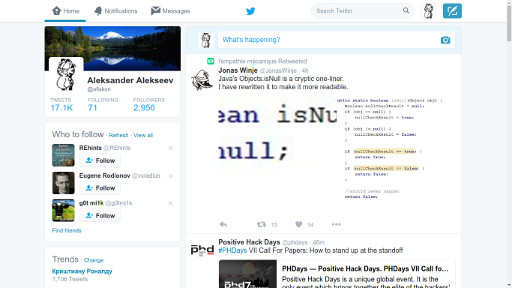 Home
Notifications
Messages
Search Twitter
Aleksander Alekseev
@afiskon
TWEETS
17.1K
FOLLOWING
71
FOLLOWERS
2,956
Who to follow · Refresh · View all
REhints @REhints
Follow
Eugene Rodionov @vxradius
Follow
g0t mi1k @g0tmi1k
Follow
Find friends
Trends · Change
Криштиану Роналду
1,706 Tweets
What's happening?
l'empathie mécanique Retweeted
Jonas Winje @JonasWinje · 4h
Java's Objects.isNull is a cryptic one-liner.
I have rewritten it to make it more readable.
ean isNu
null;
public static boolean isNull(Object obj) {
boolean nullCheckResult = null;
if (obj == null) {
nullCheckResult = true;
}
if (obj != null) {
nullCheckResult = false;
}
if (nullCheckResult == true) {
return true;
}
if (nullCheckResult == false) {
return false;
}
//should never happen
return false;
13
14
Positive Hack Days @phdays · 40m
#PHDays VII Call For Papers: How to stand up at the standoff
phd
phd7
PHDays — Positive Hack Days. PHDays VII Call fo...
Positive Hack Days is a unique global event. It is the
only event which brings together the elite of the hackers'